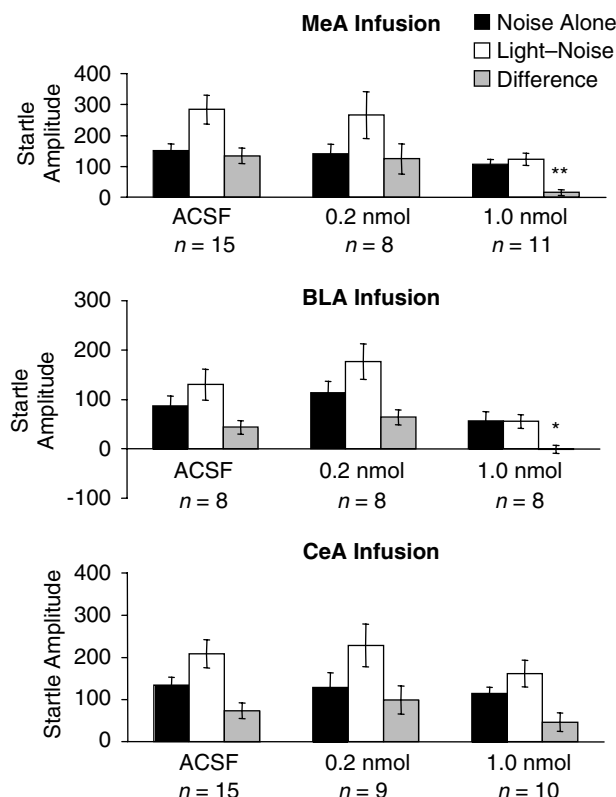 MeA Infusion
Noise Alone
Light–Noise
Difference
Startle
Amplitude
400
300
200
100
0
**
ACSF
0.2 nmol
1.0 nmol
n = 15
n = 8
n = 11
BLA Infusion
Startle
Amplitude
300
200
100
0
-100
*
ACSF
0.2 nmol
1.0 nmol
n = 8
n = 8
n = 8
CeA Infusion
Startle Amplitude
400
300
200
100
0
ACSF
0.2 nmol
1.0 nmol
n = 15
n = 9
n = 10